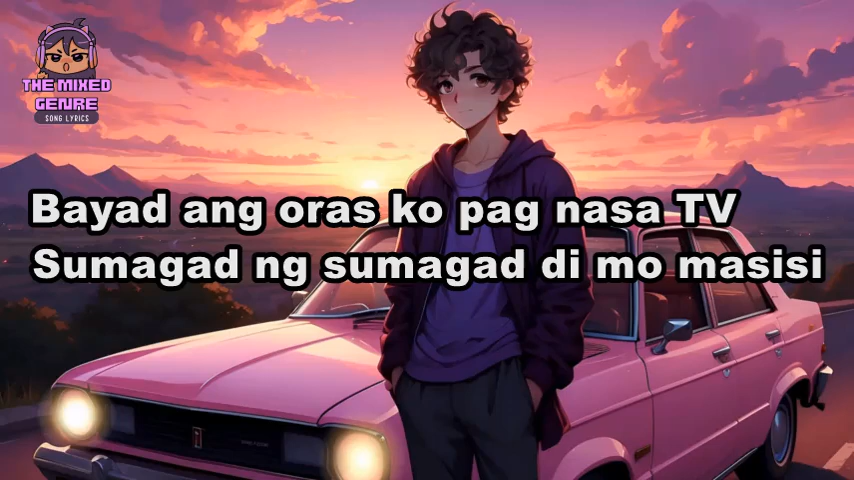 THE MIXED
GENRE
SONG LYRICS
Bayad ang oras ko pag nasa TV
Sumagad ng sumagad di mo masisi